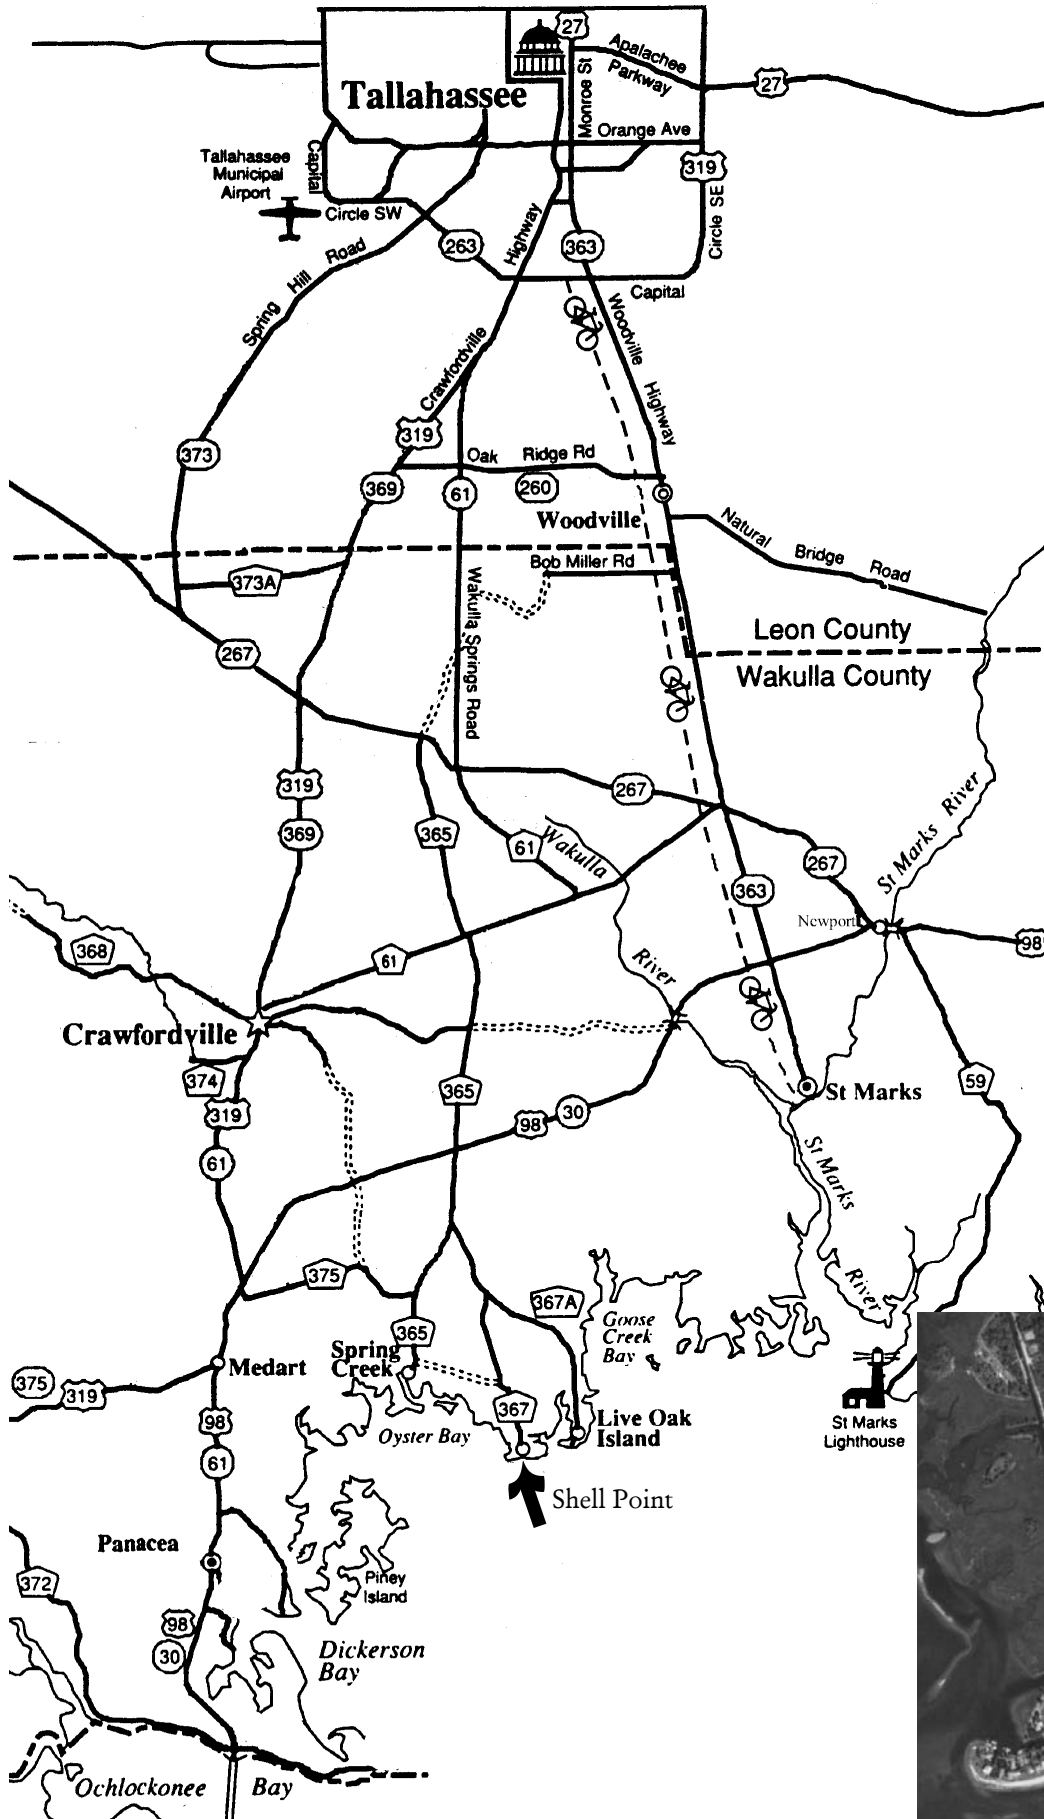 27
Apalachee
Parkway
27
Monroe St
Tallahassee
Orange Ave
Capital
Tallahassee
Municipal
Airport
319
Circle SW
Circle SE
263
Highway
363
Spring Hill Road
Capital
Woodville Highway
Crawfordville
319
373
Oak Ridge Rd
369
61
260
Woodville
Natural Bridge Road
Bob Miller Rd
373A
Wakulla Springs Road
Leon County
267
Wakulla County
319
267
St Marks River
369
365
61
Wakulla
267
363
Newport
98
368
61
River
Crawfordville
374
365
59
319
St Marks
98
30
61
St Marks
375
River
367A
Goose
Creek
Bay
365
Spring
Creek
Medart
375
319
367
98
Oyster Bay
Live Oak
Island
St Marks
Lighthouse
61
Shell Point
Panacea
372
Piney
Island
98
30
Dickerson
Bay
Ochlockonee Bay